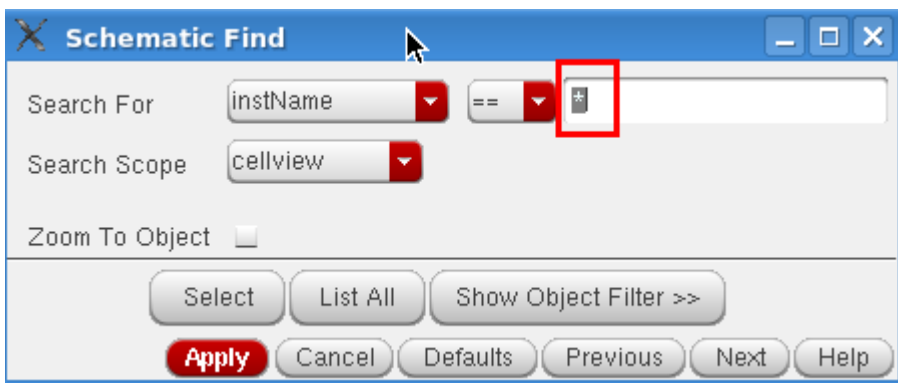 Schematic Find
Search For instName == *
Search Scope cellview
Zoom To Object
Select List All Show Object Filter >>
Apply Cancel Defaults Previous Next Help